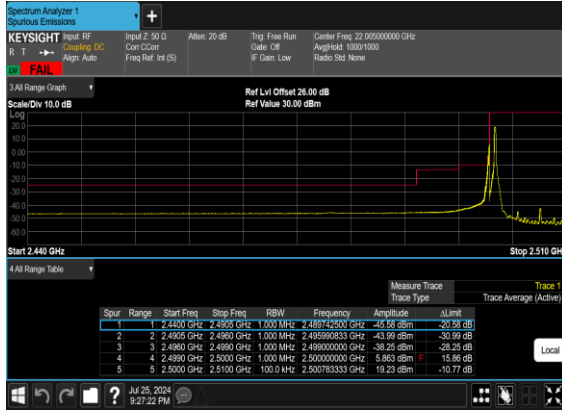 Spectrum Analyzer 1
Spurious Emissions
+
KEYSIGHT Input: RF Input Z: 50 Ω Atten: 20 dB Trig: Free Run Center Freq: 22.005000000 GHz
R T Coupling: DC Corr CCorr Gate: Off Avg|Hold: 1000/1000
Align: Auto Freq Ref: Int (S) IF Gain: Low Radio Std: None
FAIL
3 All Range Graph
Ref Lvl Offset 26.00 dB
Scale/Div 10.0 dB Ref Value 30.00 dBm
Log
20.0
10.0
0.00
-10.0
-20.0
-30.0
-40.0
-50.0
-60.0
Start 2.440 GHz Stop 2.510 GH
4 All Range Table
Measure Trace Trace 1
Trace Type Trace Average (Active)
Spur Range Start Freq Stop Freq RBW Frequency Amplitude ΔLimit
1 1 2.4400 GHz 2.4905 GHz 1.000 MHz 2.489742500 GHz -45.58 dBm -20.58 dB
2 2 2.4905 GHz 2.4960 GHz 1.000 MHz 2.495990833 GHz -43.99 dBm -30.99 dB
3 3 2.4960 GHz 2.4990 GHz 1.000 MHz 2.499000000 GHz -38.25 dBm -28.25 dB
4 4 2.4990 GHz 2.5000 GHz 1.000 MHz 2.500000000 GHz 5.863 dBm F 15.86 dB
5 5 2.5000 GHz 2.5100 GHz 100.0 kHz 2.500783333 GHz 19.23 dBm -10.77 dB
Local
?
Jul 25, 2024
9:27:22 PM